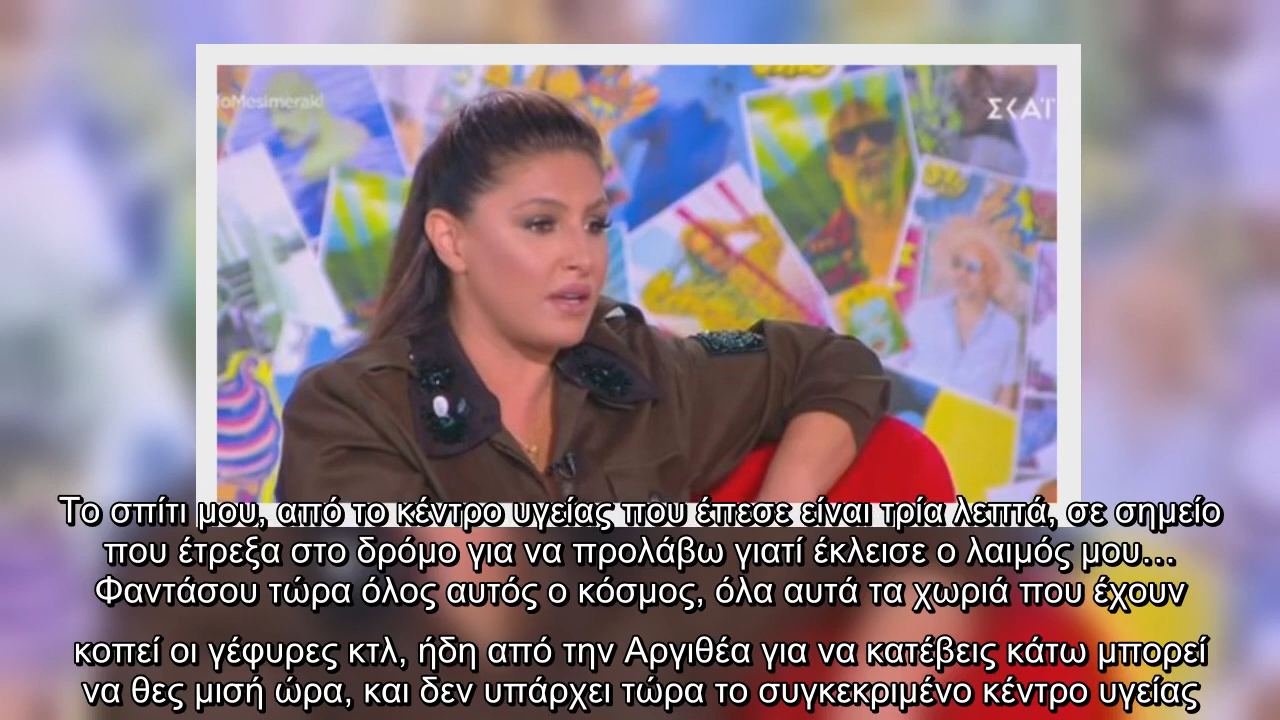 toMesimeraki
ΣΚΑΪ
Το σπίτι μου, από το κέντρο υγείας που έπεσε είναι τρία λεπτά, σε σημείο
που έτρεξα στο δρόμο για να προλάβω γιατί έκλεισε ο λαιμός μου...
Φαντάσου τώρα όλος αυτός ο κόσμος, όλα αυτά τα χωριά που έχουν
κοπεί οι γέφυρες κτλ, ήδη από την Αργιθέα για να κατέβεις κάτω μπορεί
να θες μισή ώρα, και δεν υπάρχει τώρα το συγκεκριμένο κέντρο υγείας